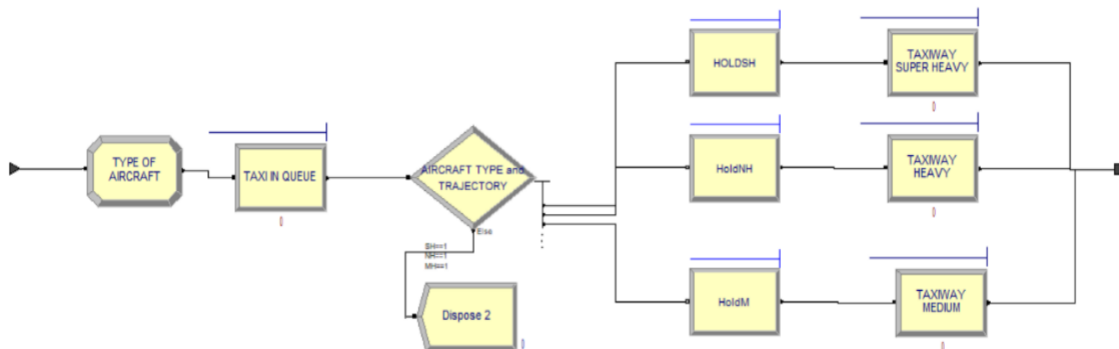 TYPE OF
AIRCRAFT
TAXI IN QUEUE
0
AIRCRAFT TYPE and
TRAJECTORY
Else
SH==1
NH==1
MH==1
Dispose 2
0
HOLDSH
TAXIWAY
SUPER HEAVY
0
HoldNH
TAXIWAY
HEAVY
0
HoldM
TAXIWAY
MEDIUM
0